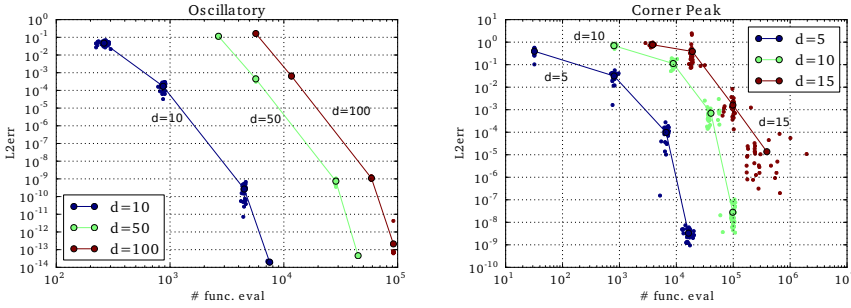 Oscillatory
10^0
10^-1
10^-2
10^-3
10^-4
10^-5
10^-6
10^-7
10^-8
10^-9
10^-10
10^-11
10^-12
10^-13
10^-14
L2err
d=10
d=50
d=100
d=10
d=50
d=100
10^2
10^3
10^4
10^5
# func. eval
Corner Peak
10^1
10^0
10^-1
10^-2
10^-3
10^-4
10^-5
10^-6
10^-7
10^-8
10^-9
10^-10
L2err
d=10
d=5
d=15
d=5
d=10
d=15
10^1
10^2
10^3
10^4
10^5
10^6
10^7
# func. eval